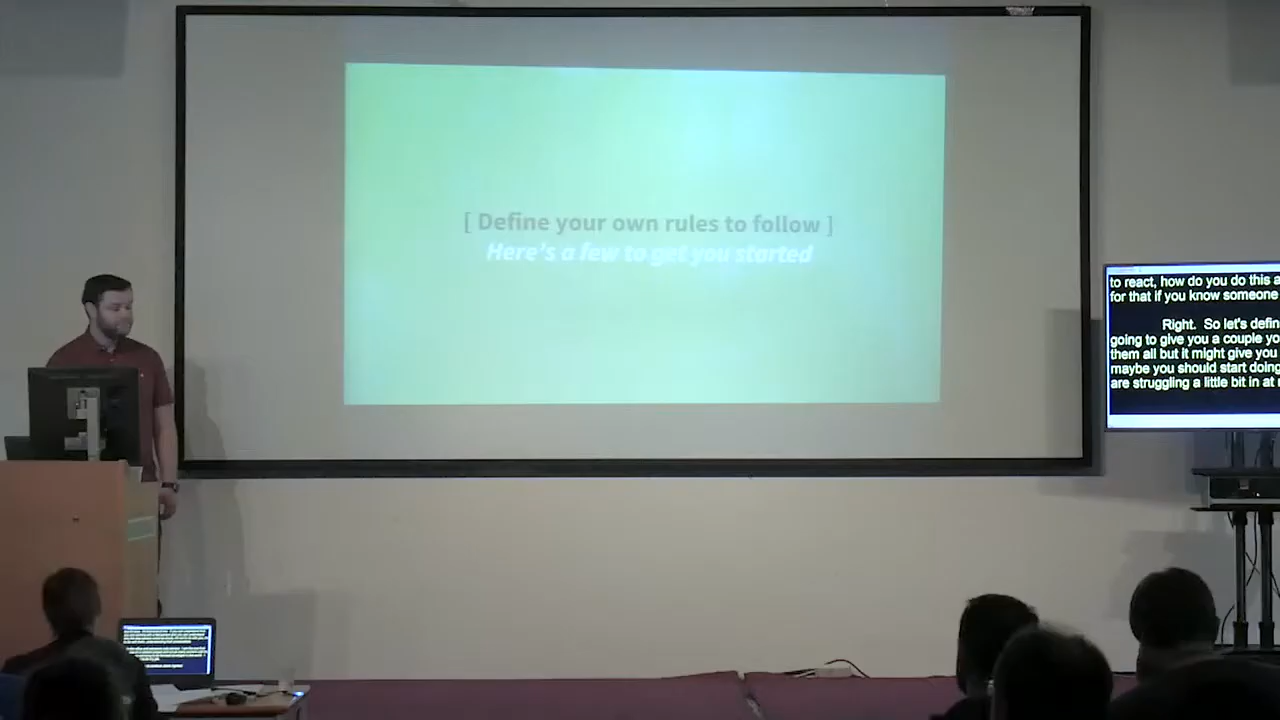 [ Define your own rules to follow ]
Here's a few to get you started
to react, how do you do this a
for that if you know someone
Right. So let's defin
going to give you a couple yo
them all but it might give you
maybe you should start doing
are struggling a little bit in at